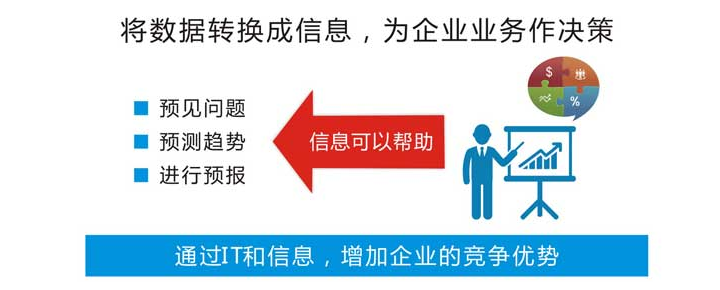 将数据转换成信息，为企业业务作决策
$
%
预见问题
预测趋势
进行预报
信息可以帮助
通过IT和信息，增加企业的竞争优势